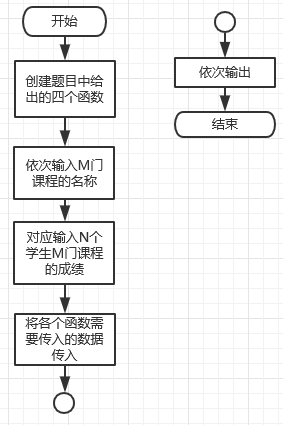 开始
创建题目中给
出的四个函数
依次输入M门
课程的名称
对应输入N个
学生M门课程
的成绩
将各个函数需
要传入的数据
传入
依次输出
结束